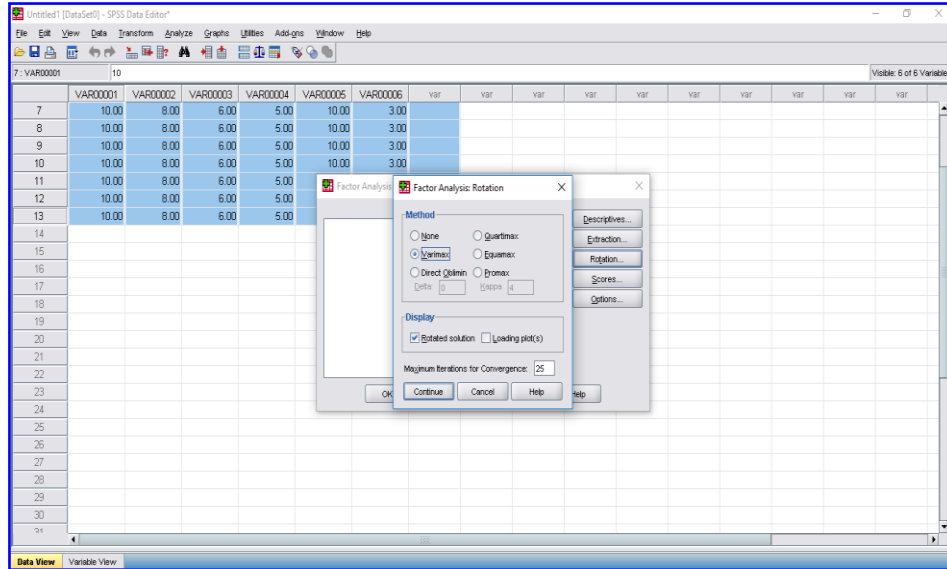 Untitled1 [DataSet0] - SPSS Data Editor*
File Edit View Data Transform Analyze Graphs Utilities Add-ons Window Help
7 : VAR00001 10 Visible: 6 of 6 Variable
VAR00001 VAR00002 VAR00003 VAR00004 VAR00005 VAR00006 var var var var var var var var
7 10.00 8.00 6.00 5.00 10.00 3.00
8 10.00 8.00 6.00 5.00 10.00 3.00
9 10.00 8.00 6.00 5.00 10.00 3.00
10 10.00 8.00 6.00 5.00 10.00 3.00
11 10.00 8.00 6.00 5.00
12 10.00 8.00 6.00 5.00
13 10.00 8.00 6.00 5.00
14
15
16
17
18
19
20
21
22
23
24
25
26
27
28
29
30
31
Factor Analysis
Descriptives...
Extraction...
Rotation...
Scores...
Options...
OK
Help
Factor Analysis: Rotation
Method
None Quartimax
Varimax Equamax
Direct Oblimin Promax
Delta: 0 Kappa 4
Display
Rotated solution Loading plot(s)
Maximum Iterations for Convergence: 25
Continue Cancel Help
Data View Variable View